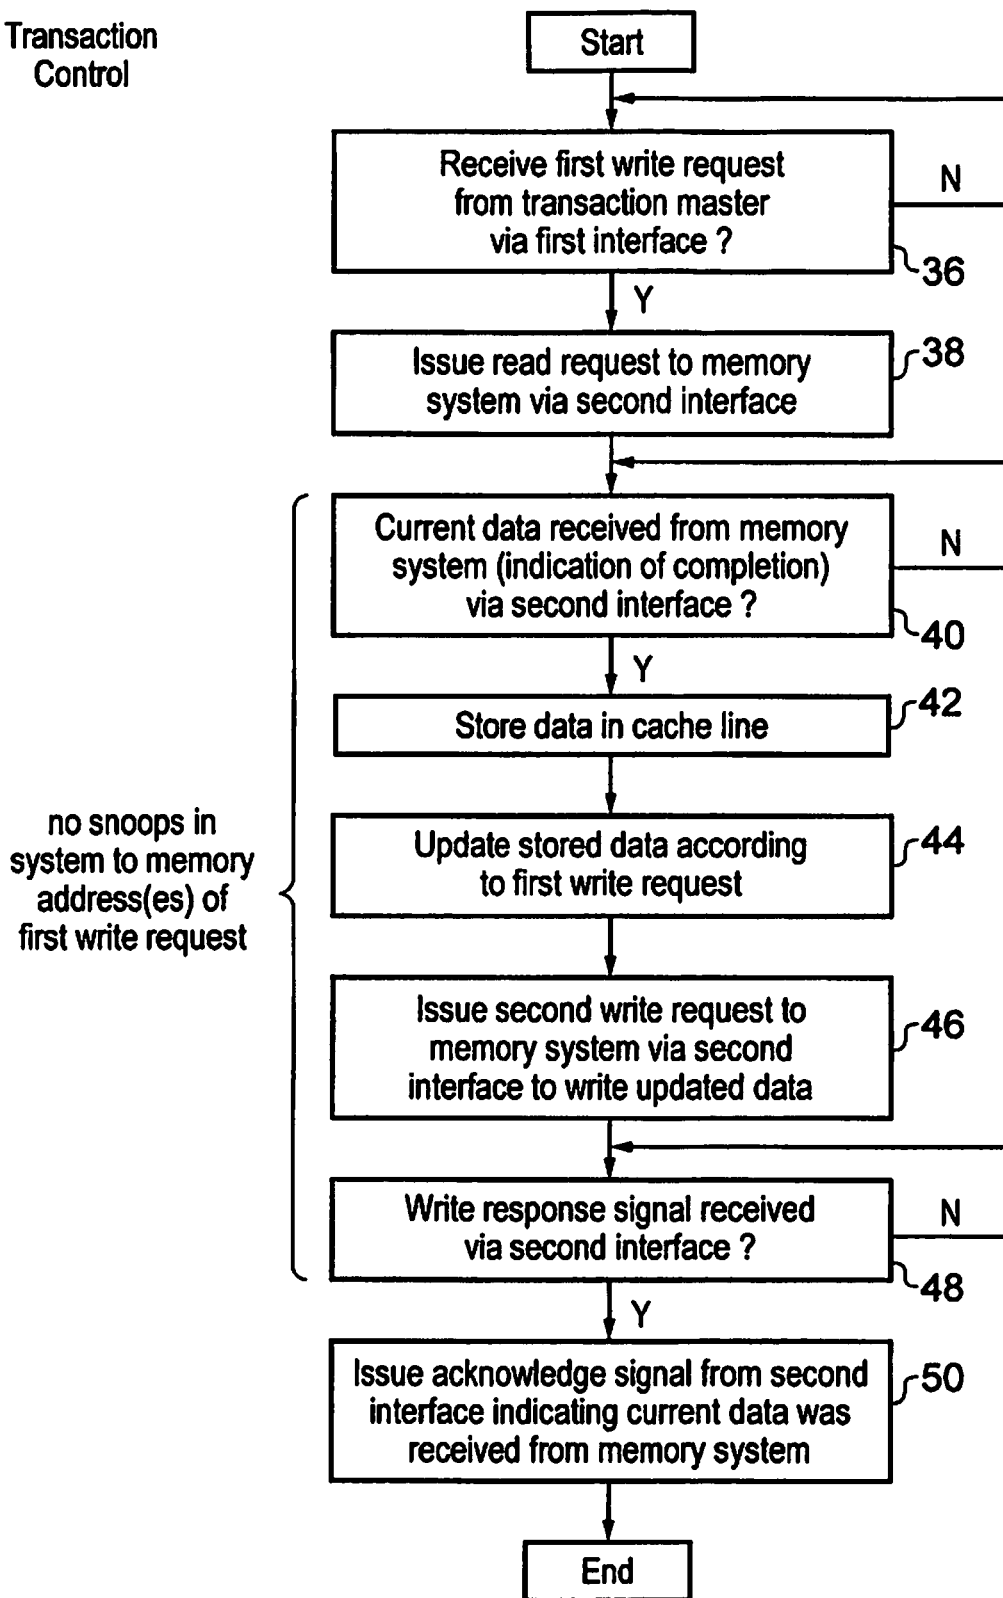 Transaction
Control
Start
Receive first write request
from transaction master
via first interface ?
N
36
Y
Issue read request to memory
system via second interface
38
Current data received from memory
system (indication of completion)
via second interface ?
N
40
Y
Store data in cache line
42
no snoops in
system to memory
address(es) of
first write request
Update stored data according
to first write request
44
Issue second write request to
memory system via second
interface to write updated data
46
Write response signal received
via second interface ?
N
48
Y
Issue acknowledge signal from second
interface indicating current data was
received from memory system
50
End